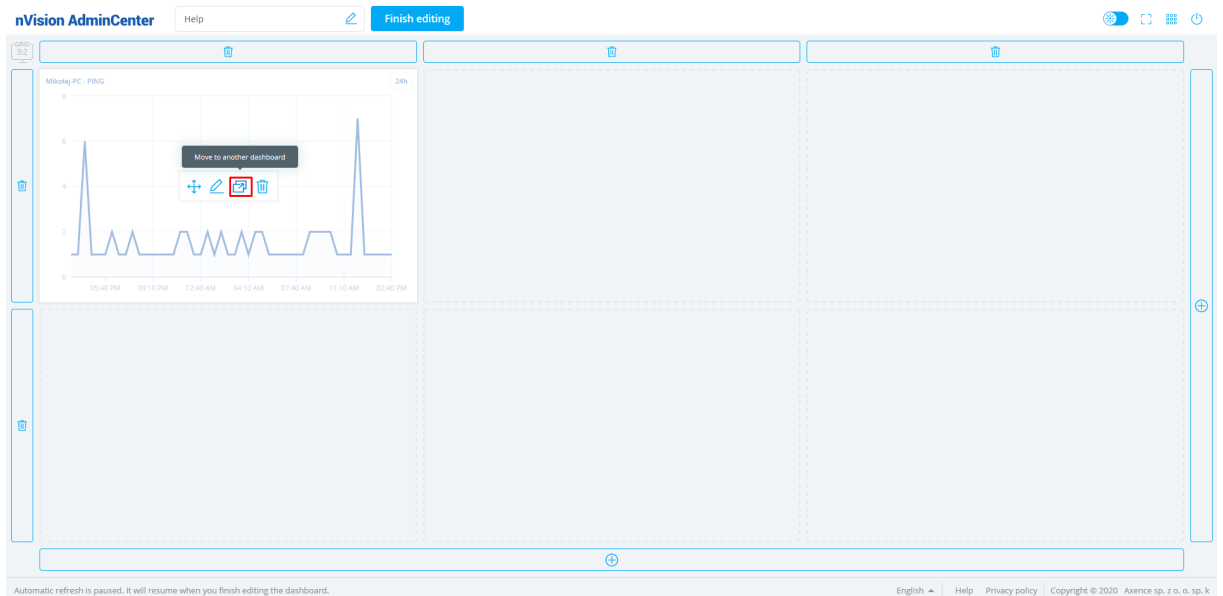 nVision AdminCenter
Help
Finish editing
GRID
3:2
Mikołaj-PC - PING
24h
8
Move to another dashboard
6
4
2
0
05:40 PM 09:10 PM 12:40 AM 04:10 AM 07:40 AM 11:10 AM 02:40 PM
Automatic refresh is paused. It will resume when you finish editing the dashboard.
English
Help
Privacy policy
Copyright © 2020 Axence sp. z o. o. sp. k